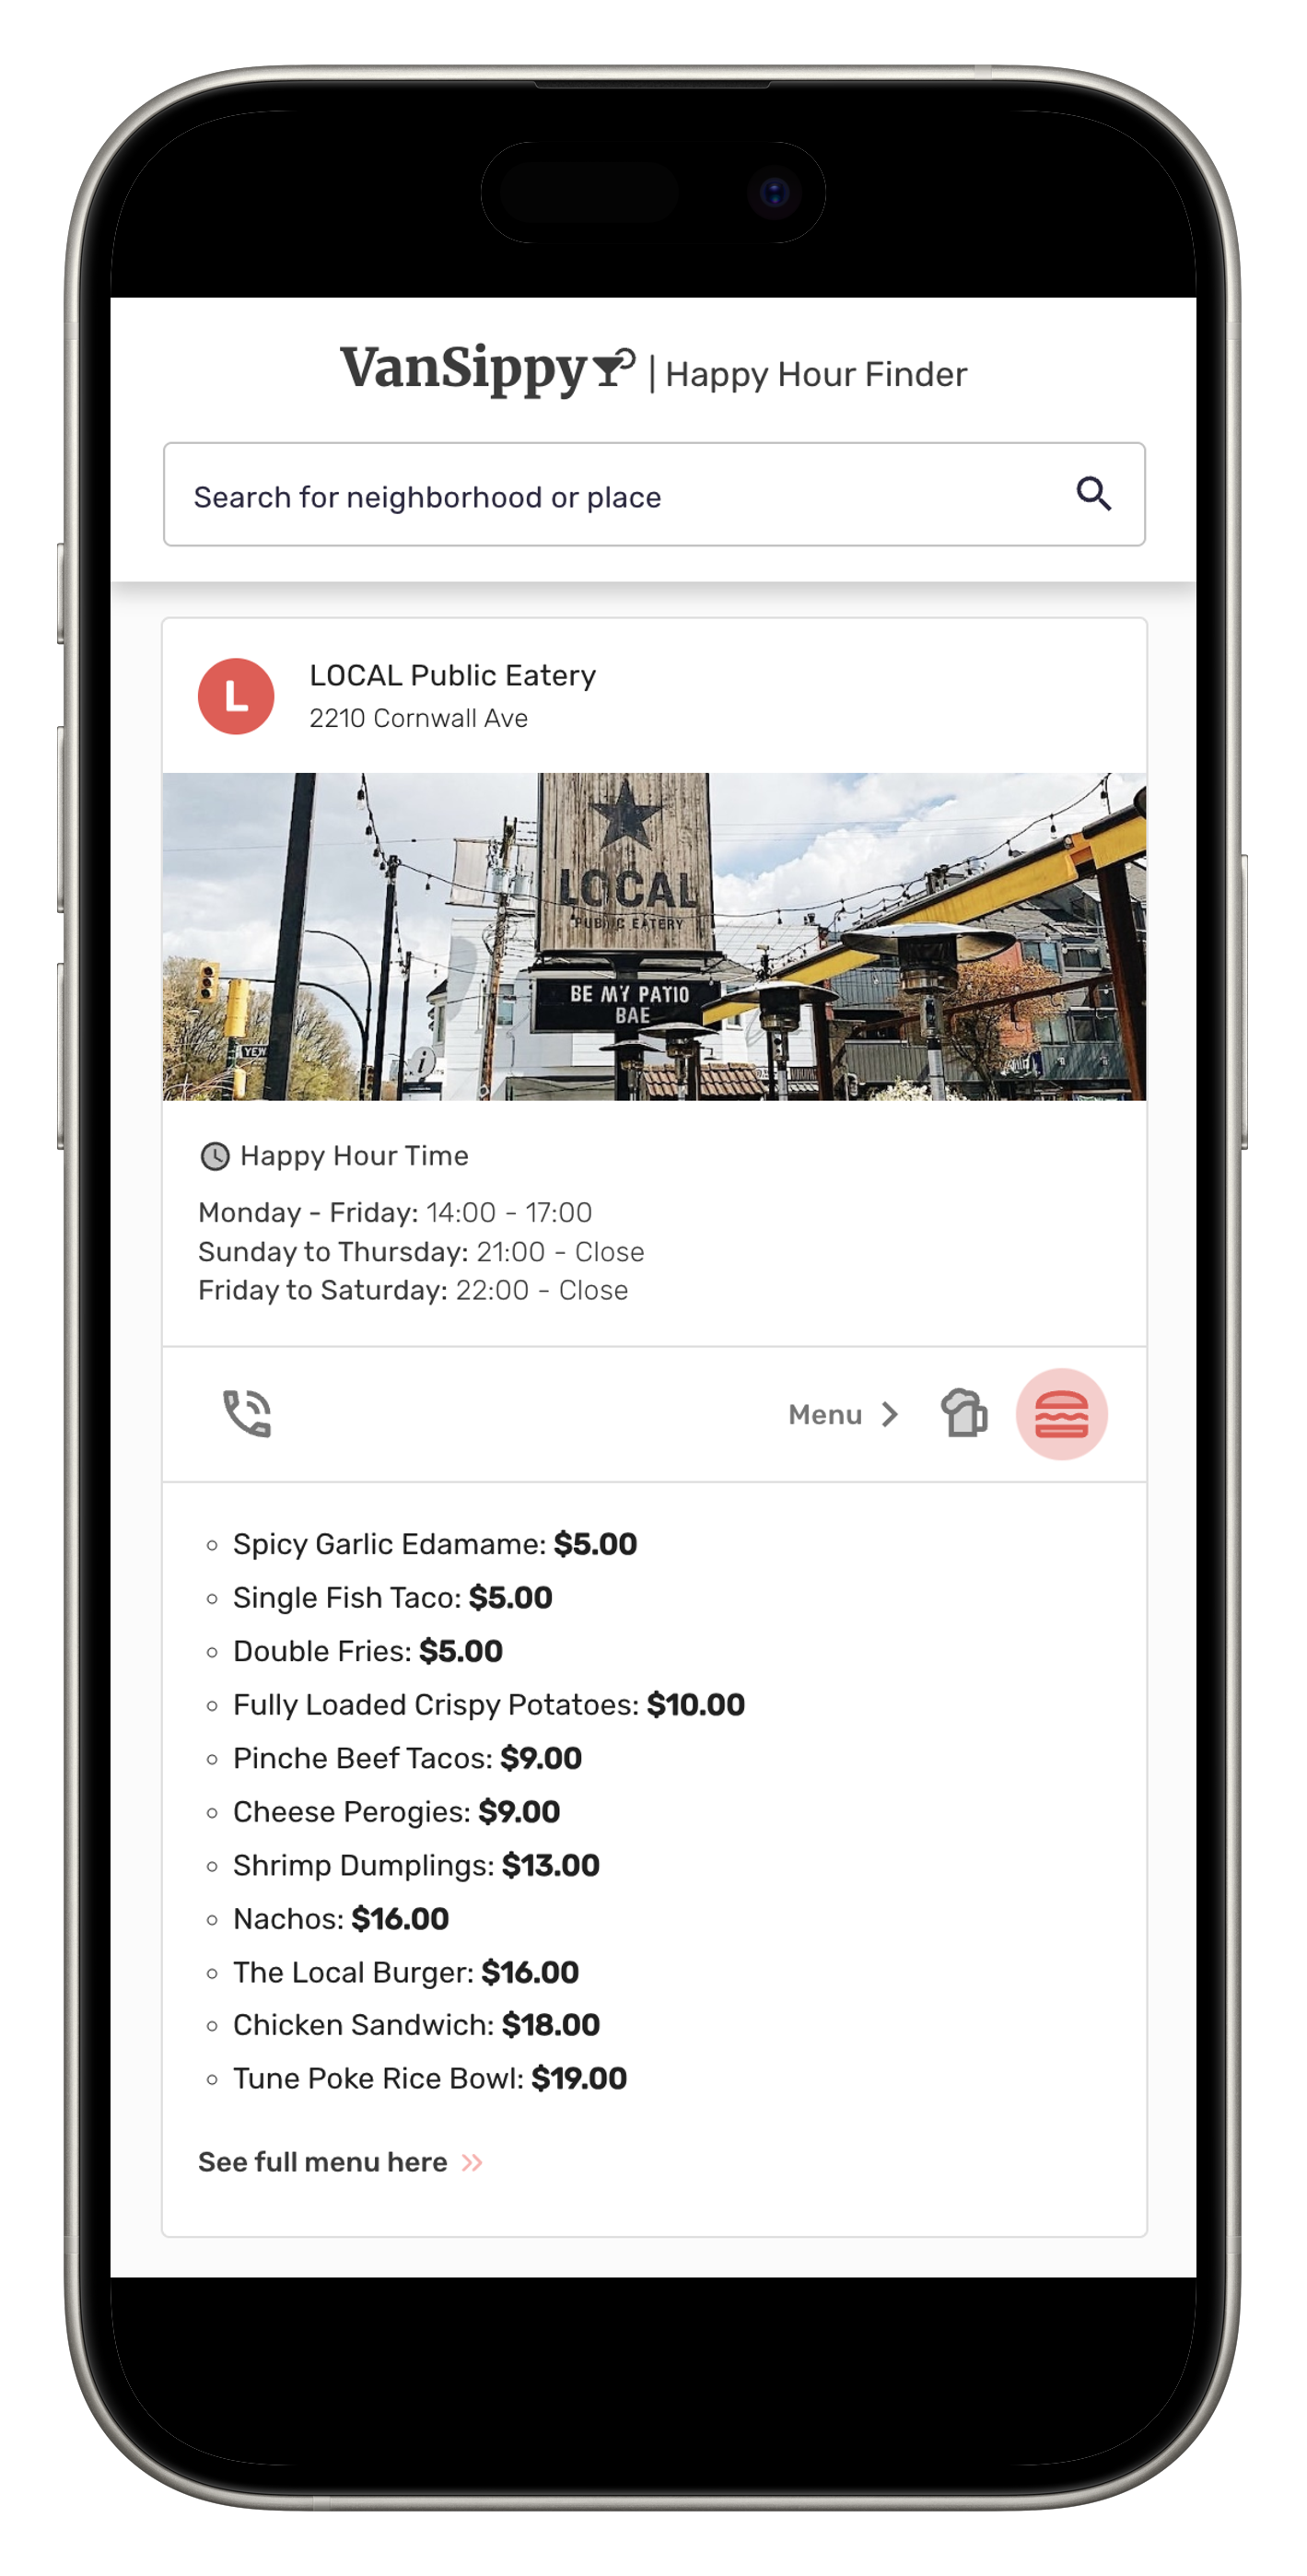 VanSippy | Happy Hour Finder
Search for neighborhood or place
L
LOCAL Public Eatery
2210 Cornwall Ave
LOCAL
PUBLIC EATERY
BE MY PATIO
BAE
YEW
i
Happy Hour Time
Monday - Friday: 14:00 - 17:00
Sunday to Thursday: 21:00 - Close
Friday to Saturday: 22:00 - Close
Menu
Spicy Garlic Edamame: $5.00
Single Fish Taco: $5.00
Double Fries: $5.00
Fully Loaded Crispy Potatoes: $10.00
Pinche Beef Tacos: $9.00
Cheese Perogies: $9.00
Shrimp Dumplings: $13.00
Nachos: $16.00
The Local Burger: $16.00
Chicken Sandwich: $18.00
Tune Poke Rice Bowl: $19.00
See full menu here »